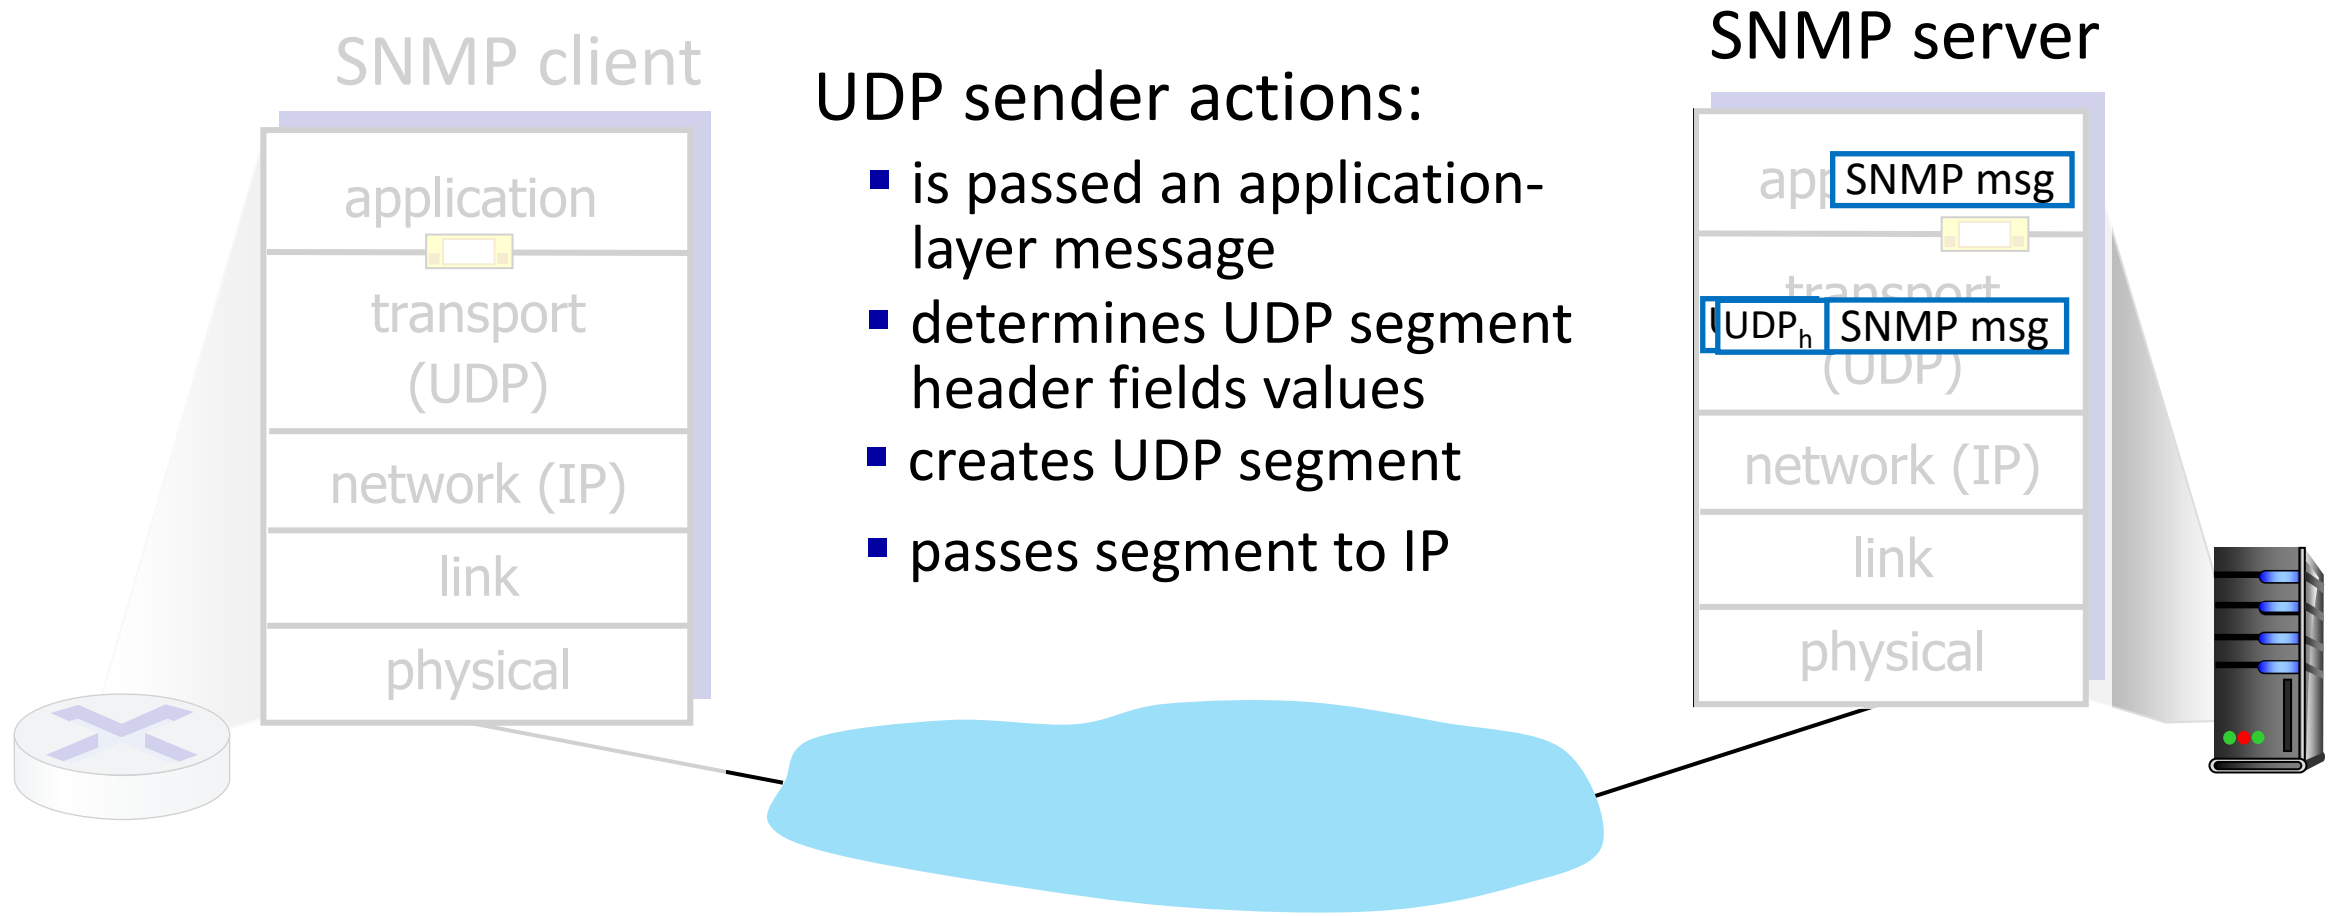 SNMP client
application
transport
(UDP)
network (IP)
link
physical
UDP sender actions:
is passed an application-
layer message
determines UDP segment
header fields values
creates UDP segment
passes segment to IP
SNMP server
SNMP msg
transport
UDPh SNMP msg
(UDP)
network (IP)
link
physical